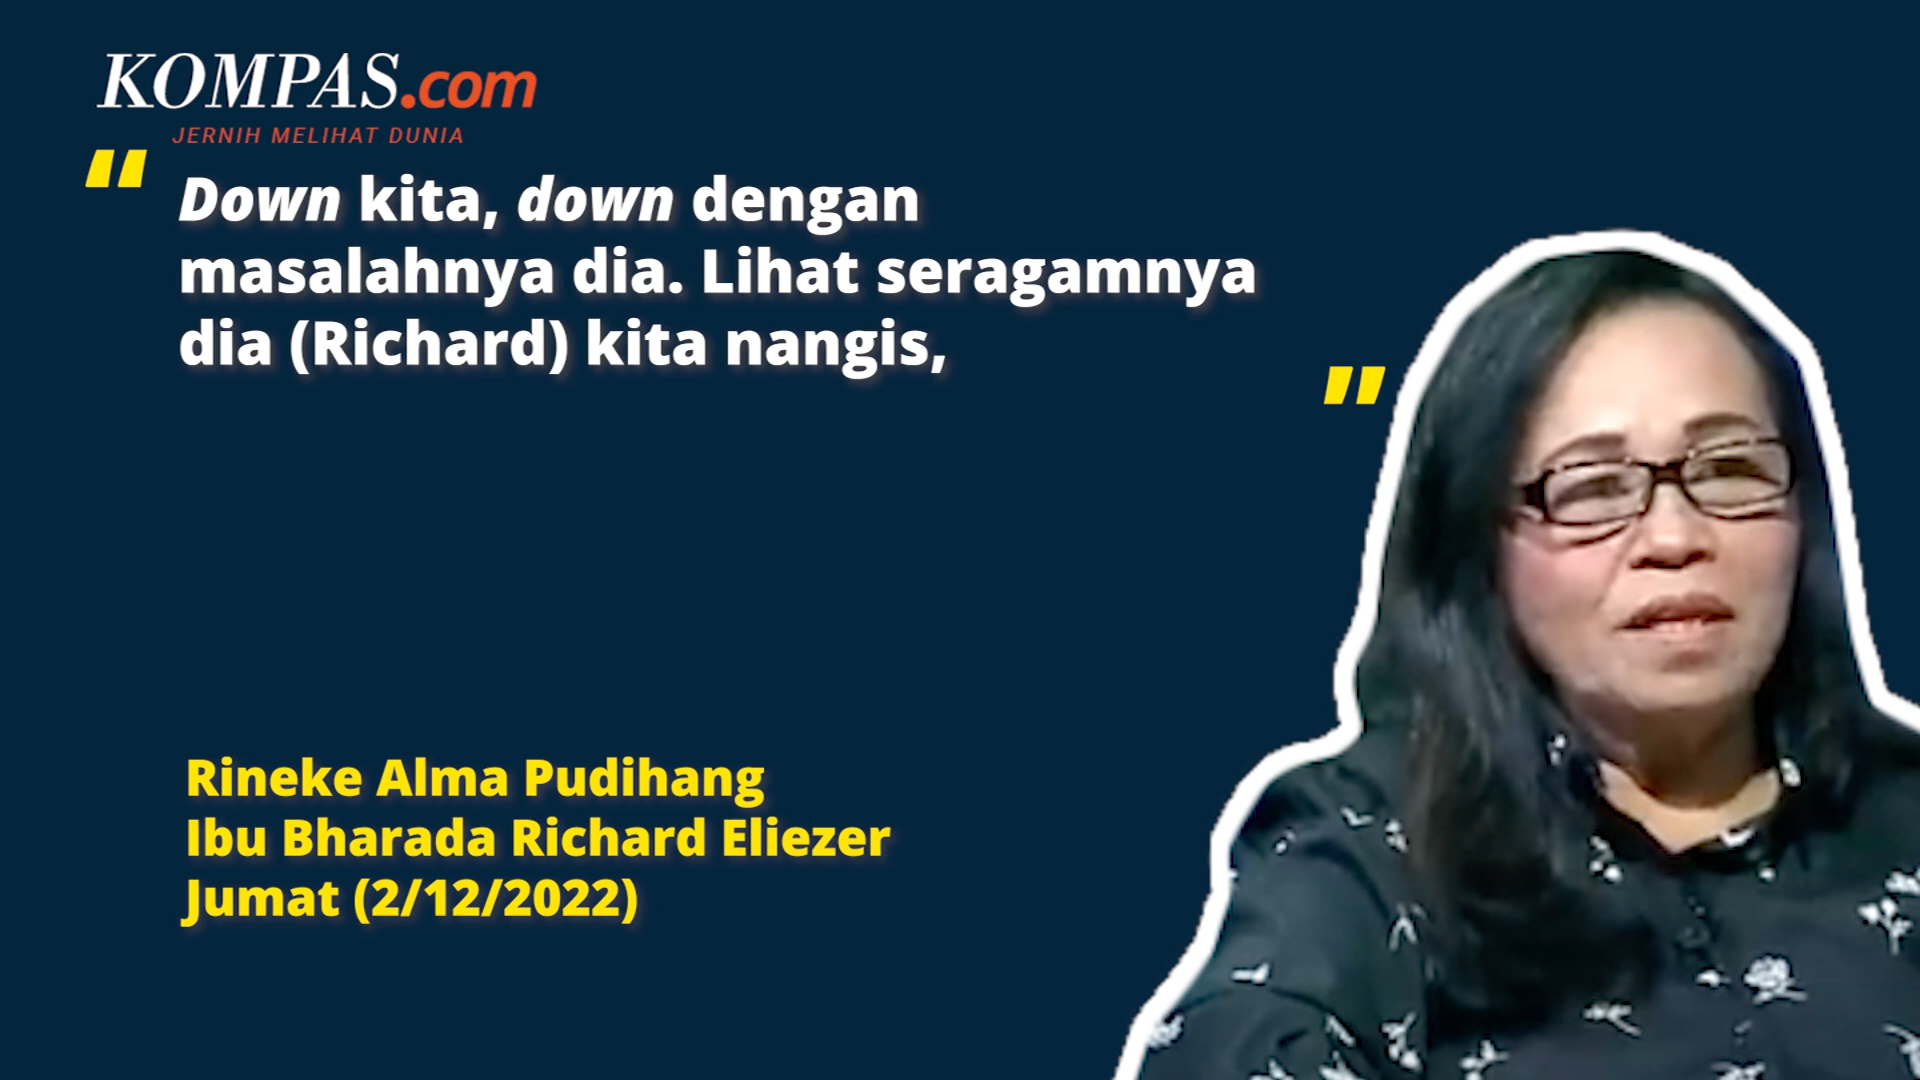 KOMPAS.com
JERNIH MELIHAT DUNIA
"Down kita, down dengan
masalahnya dia. Lihat seragamnya
dia (Richard) kita nangis,"
Rineke Alma Pudihang
Ibu Bharada Richard Eliezer
Jumat (2/12/2022)